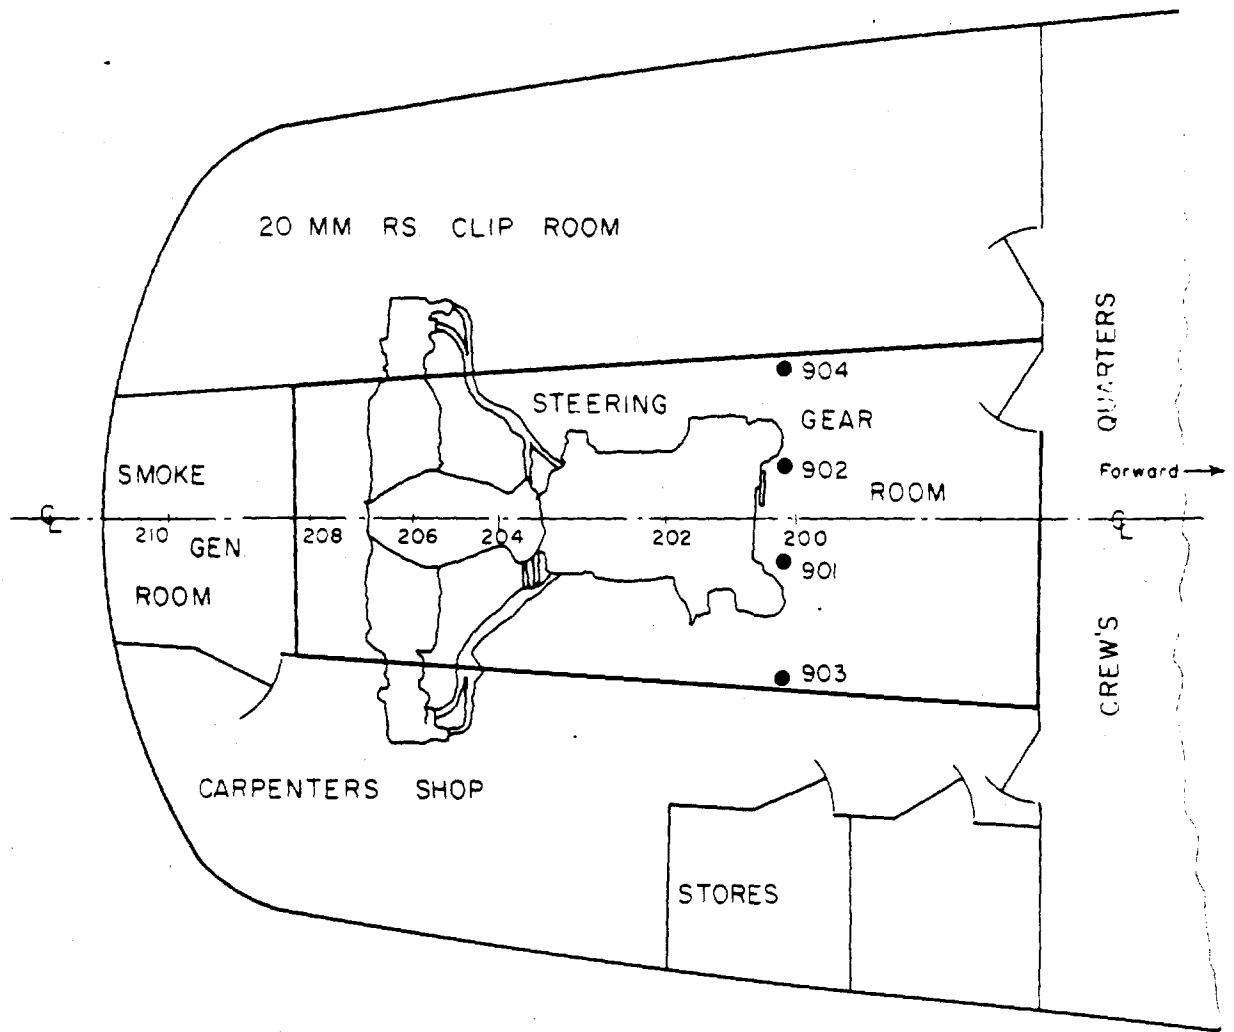 20 MM RS CLIP ROOM
QUARTERS
904
STEERING
GEAR
902
ROOM
SMOKE
Forward
210
208
206
204
202
200
GEN.
901
ROOM
903
CREW'S
CARPENTERS SHOP
STORES